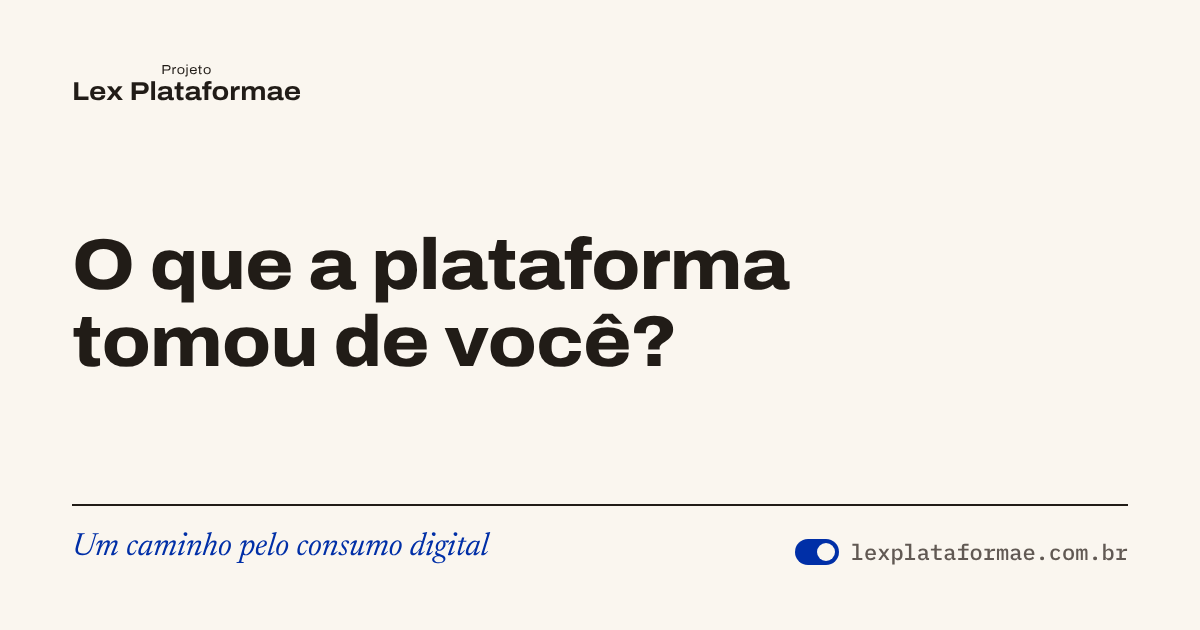 Projeto
Lex Plataformae
O que a plataforma
tomou de você?
Um caminho pelo consumo digital
lexplataformae.com.br